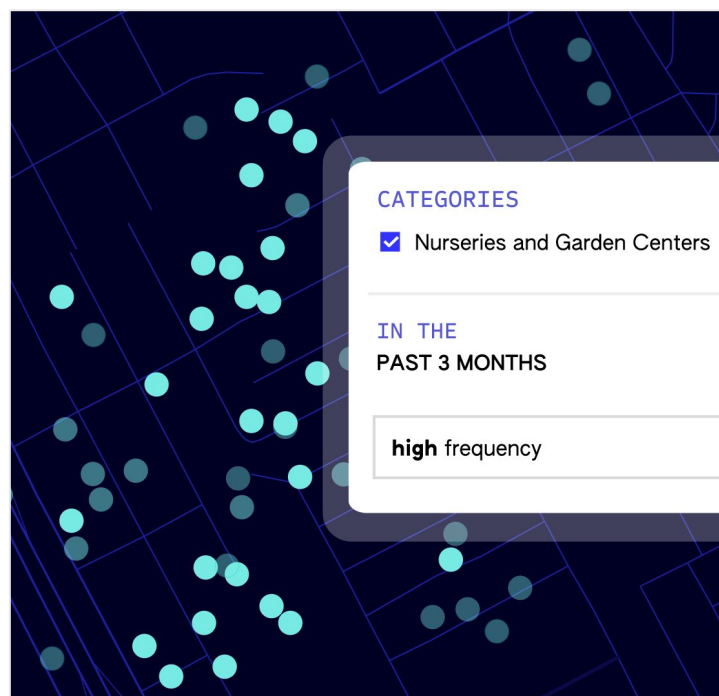 CATEGORIES
Nurseries and Garden Centers
IN THE
PAST 3 MONTHS
high frequency